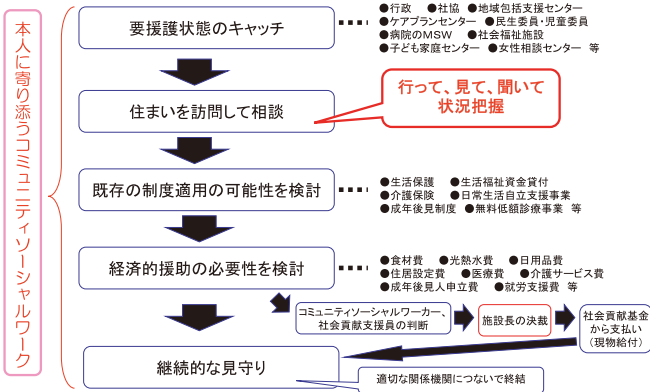 本人に寄り添うコミュニティソーシャルワーク
要援護状態のキャッチ
●行政 ●社協 ●地域包括支援センター
●ケアプランセンター ●民生委員・児童委員
●病院のMSW ●社会福祉施設
●子ども家庭センター ●女性相談センター 等
住まいを訪問して相談
行って、見て、聞いて
状況把握
既存の制度適用の可能性を検討
●生活保護 ●生活福祉資金貸付
●介護保険 ●日常生活自立支援事業
●成年後見制度 ●無料低額診療事業 等
経済的援助の必要性を検討
●食材費 ●光熱水費 ●日用品費
●住居設定費 ●医療費 ●介護サービス費
●成年後見人申立費 ●就労支援費 等
コミュニティソーシャルワーカー、
社会貢献支援員の判断
施設長の決裁
社会貢献基金
から支払い
（現物給付）
継続的な見守り
適切な関係機関につないで終結